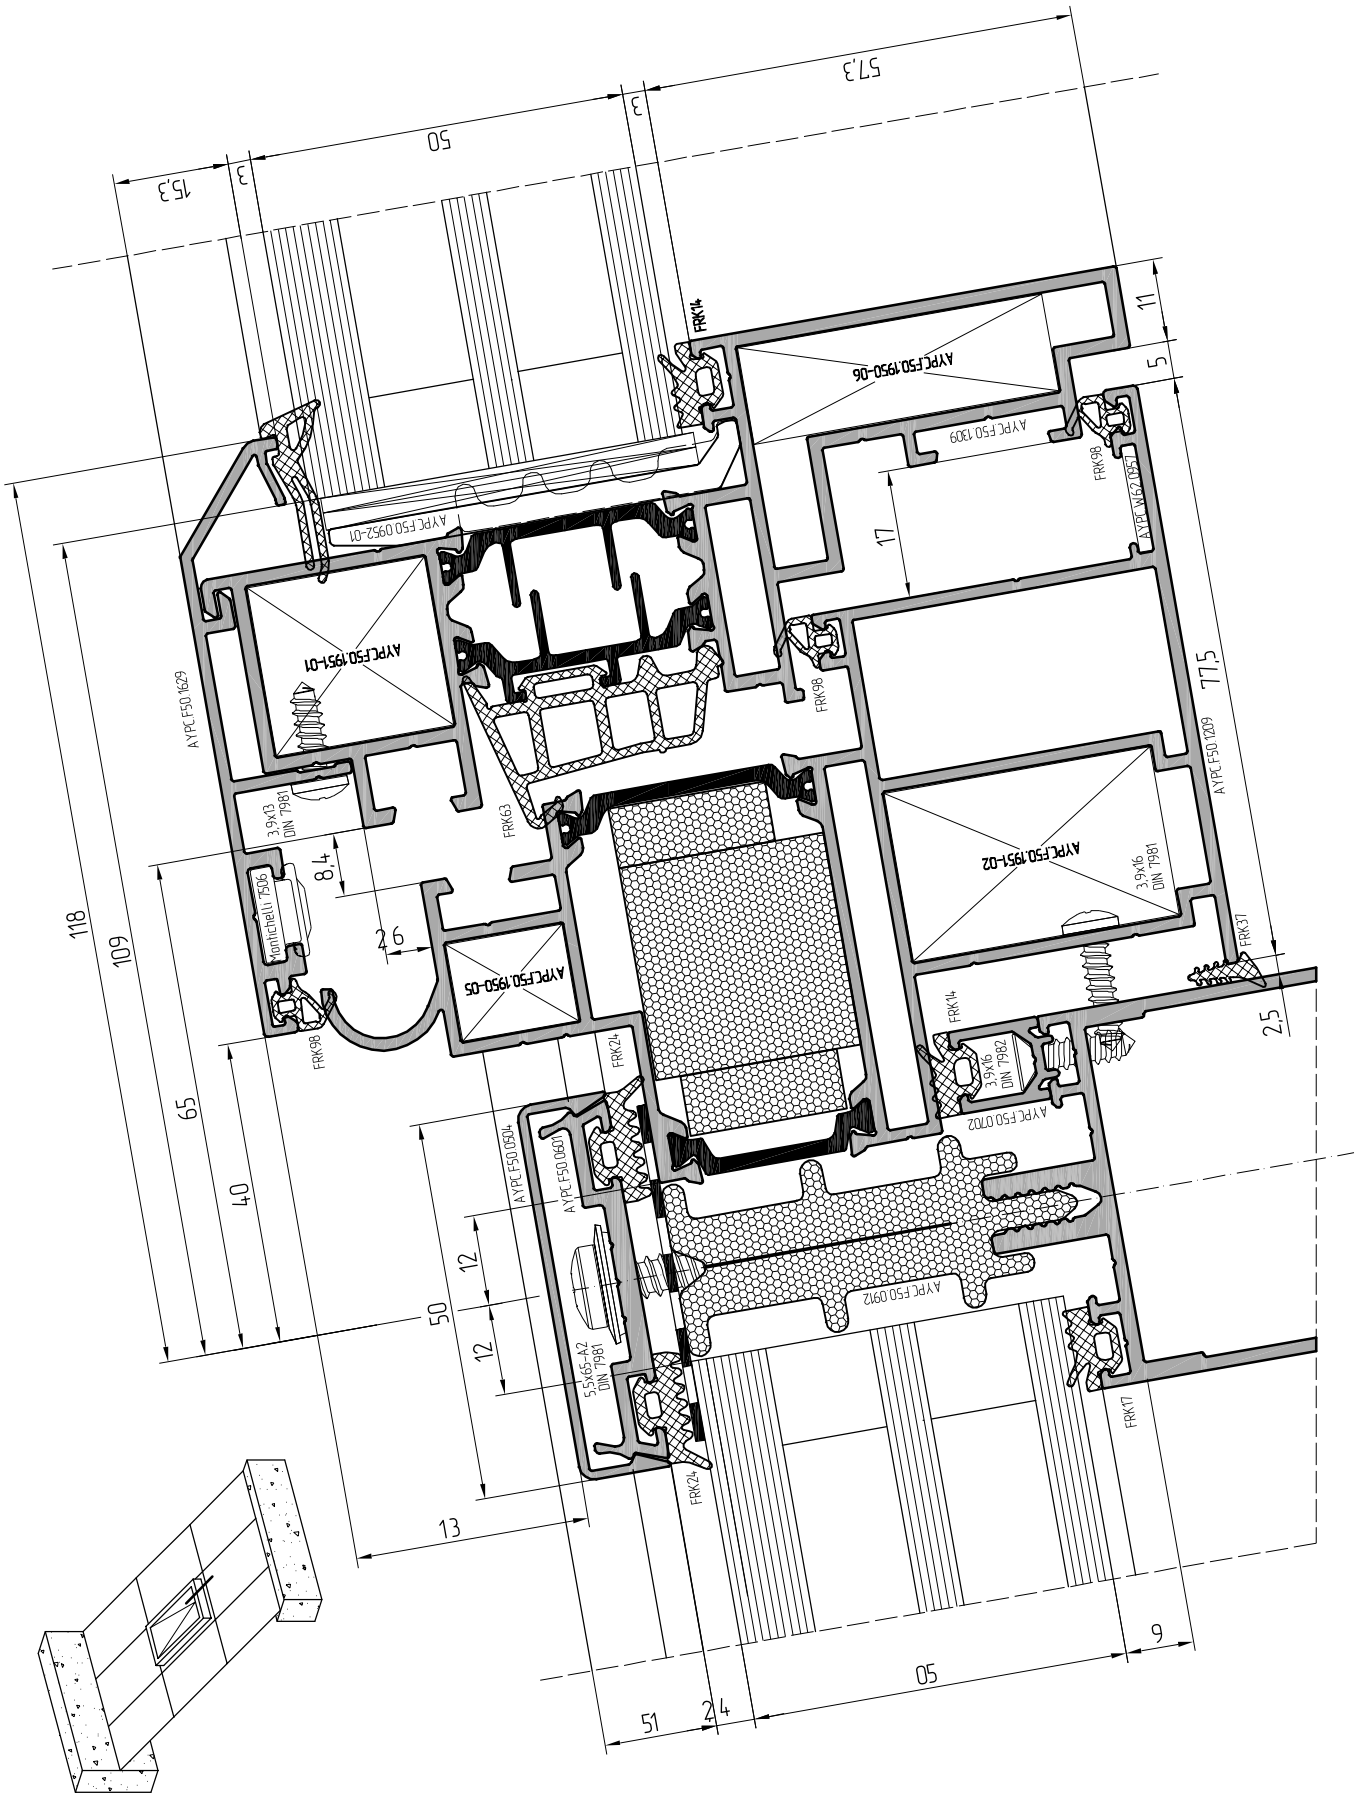 57,3
3
50
3
15,3
FRK14
11
5
AYPC.F50.1950-06
AYPC.F50.1309
FRK98
AYPC.W62.0957
17
AYPC.F50.0952-01
AYPC.F50.1951-01
AYPC.F50.1629
FRK98
77,5
AYPC.F50.1209
3,9x13
DIN 7981
FRK63
8,4
AYPC.F50.1951-02
3,9x16
DIN 7981
Montichelli 7506
118
109
26
AYPC.F50.1950-05
FRK37
FRK14
2,5
FRK98
FRK24
3,9x16
DIN 7982
65
AYPC.F50.0504
AYPC.F50.0601
AYPC.F50.0702
40
12
50
12
AYPC.F50.0912
5,5x65-A2
DIN 7981
FRK17
FRK24
13
9
50
24
15